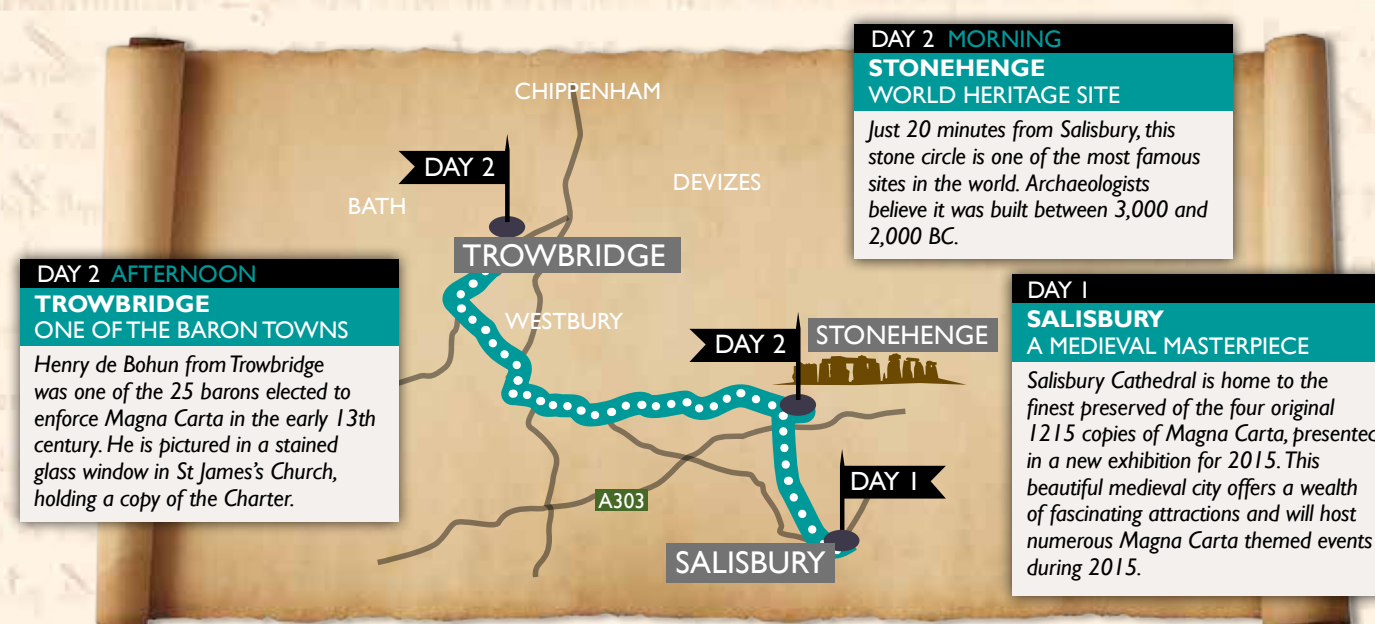 DAY 2 MORNING
STONEHENGE
WORLD HERITAGE SITE
Just 20 minutes from Salisbury, this
stone circle is one of the most famous
sites in the world. Archaeologists
believe it was built between 3,000 and
2,000 BC.
CHIPPENHAM
DAY 2
DEVIZES
BATH
TROWBRIDGE
DAY 2 AFTERNOON
TROWBRIDGE
ONE OF THE BARON TOWNS
Henry de Bohun from Trowbridge
was one of the 25 barons elected to
enforce Magna Carta in the early 13th
century. He is pictured in a stained
glass window in St James's Church,
holding a copy of the Charter.
WESTBURY
DAY 2
STONEHENGE
DAY 1
SALISBURY
A MEDIEVAL MASTERPIECE
Salisbury Cathedral is home to the
finest preserved of the four original
1215 copies of Magna Carta, presented
in a new exhibition for 2015. This
beautiful medieval city offers a wealth
of fascinating attractions and will host
numerous Magna Carta themed events
during 2015.
DAY 1
A303
SALISBURY